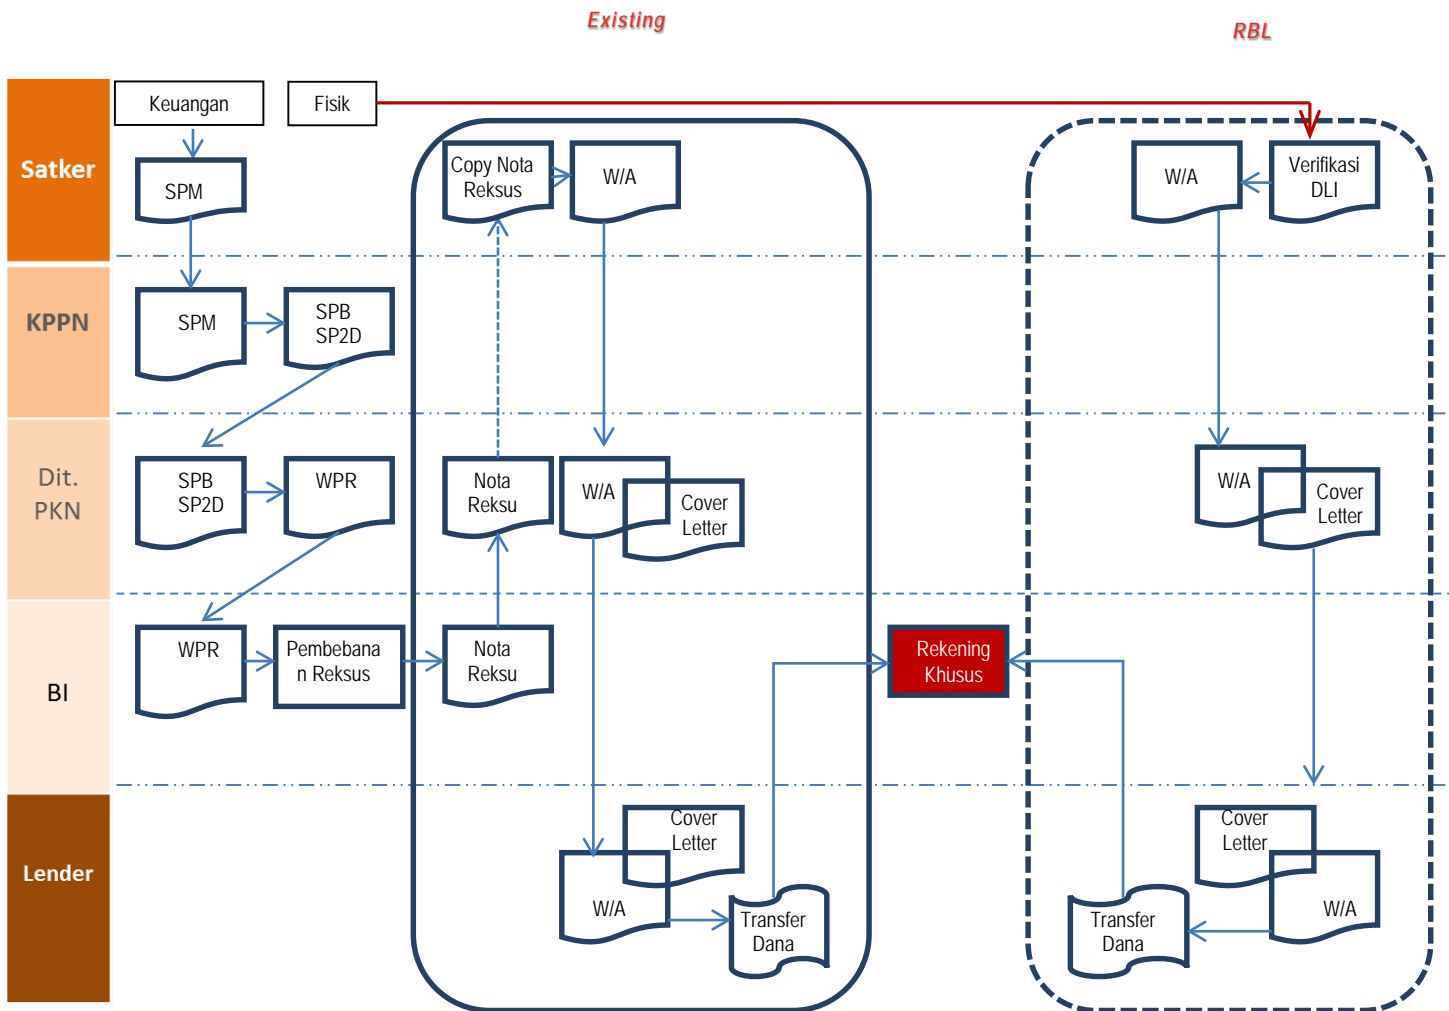 Existing
RBL
Keuangan
Fisik
Satker
SPM
Copy Nota
Reksus
W/A
W/A
Verifikasi
DLI
KPPN
SPM
SPB
SP2D
Dit.
PKN
SPB
SP2D
WPR
Nota
Reksu
W/A
Cover
Letter
W/A
Cover
Letter
BI
WPR
Pembebana
n Reksus
Nota
Reksu
Rekening
Khusus
Lender
Cover
Letter
W/A
Transfer
Dana
Cover
Letter
W/A
Transfer
Dana